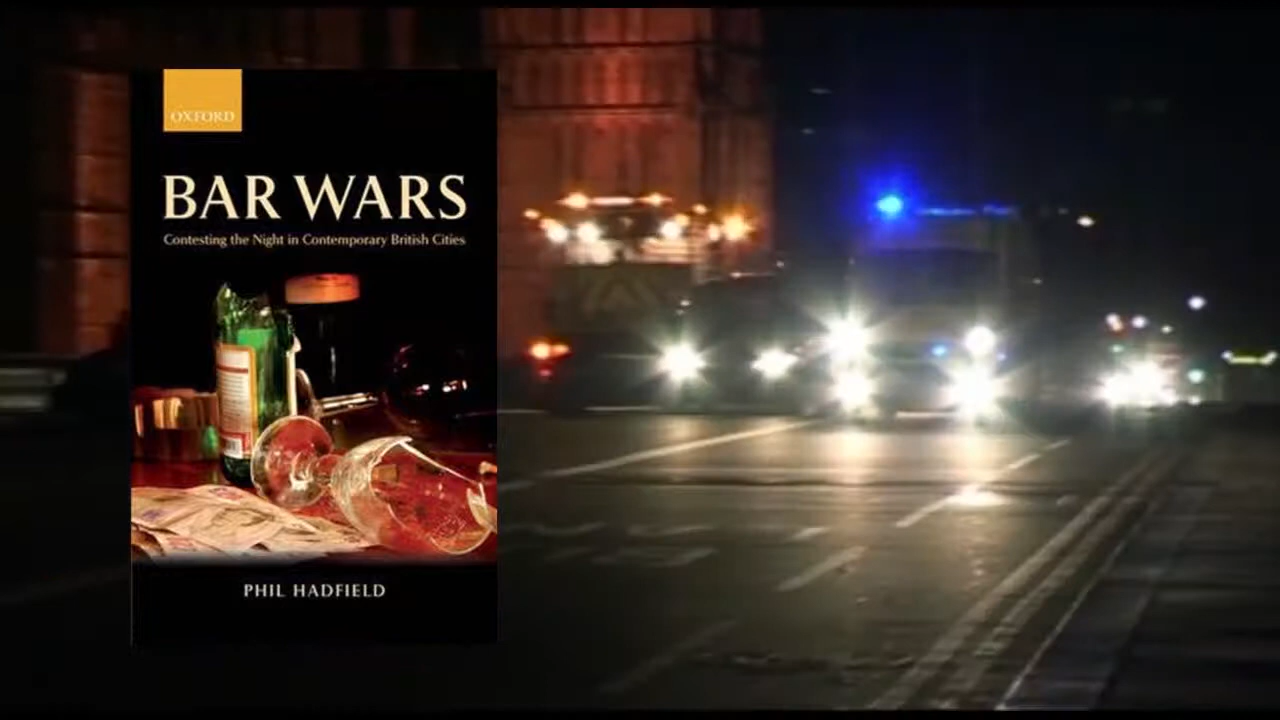 OXFORD
BAR WARS
Contesting the Night in Contemporary British Cities
PHIL HADFIELD